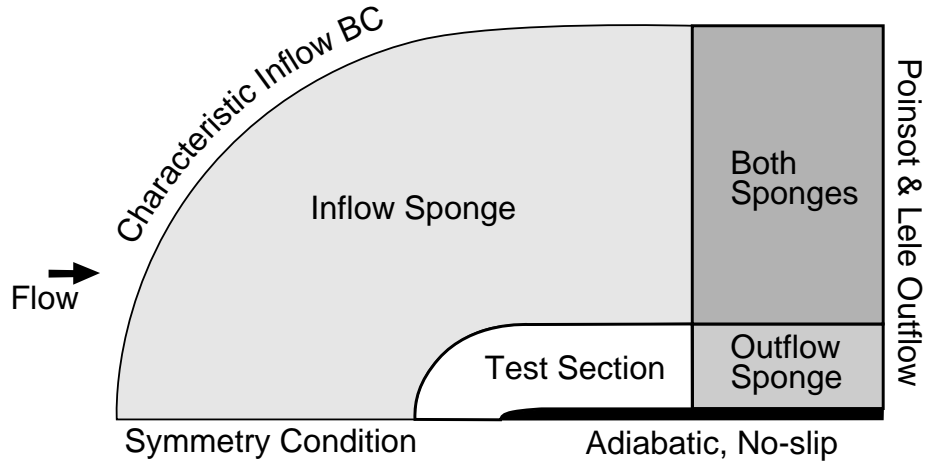 Characteristic Inflow BC
Inflow Sponge
Both
Sponges
Poinsot & Lele Outflow
Flow
Test Section
Outflow
Sponge
Symmetry Condition
Adiabatic, No-slip